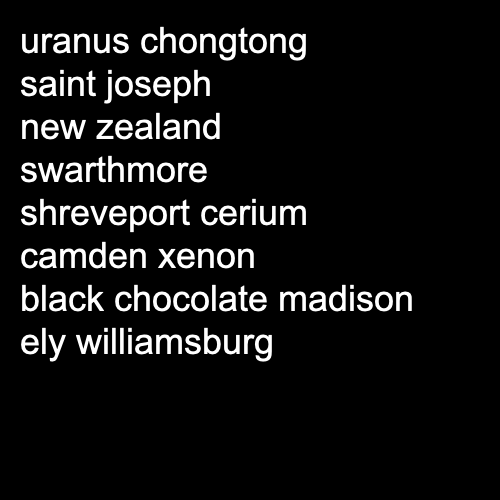 uranus chongtong
saint joseph
new zealand
swarthmore
shreveport cerium
camden xenon
black chocolate madison
ely williamsburg